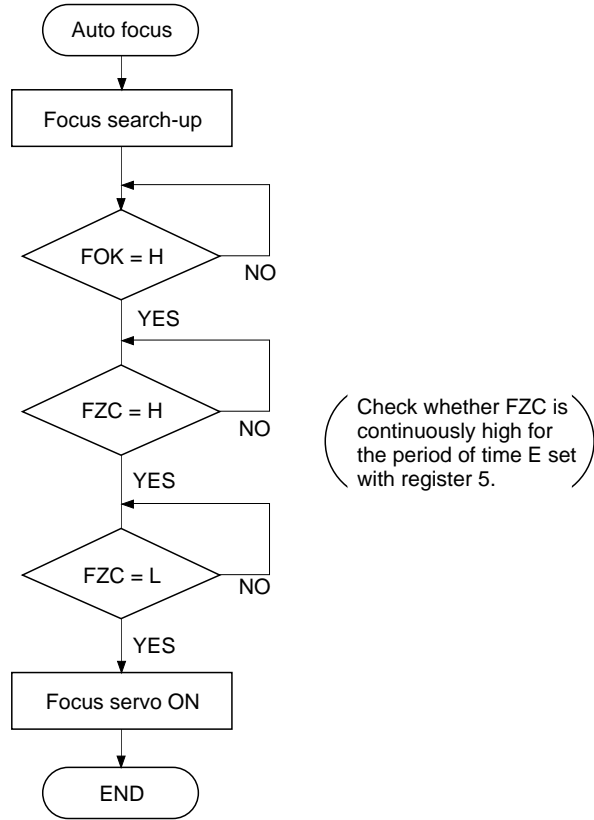 Auto focus
Focus search-up
FOK = H
NO
YES
FZC = H
NO
Check whether FZC is
continuously high for
the period of time E set
with register 5.
YES
FZC = L
NO
YES
Focus servo ON
END